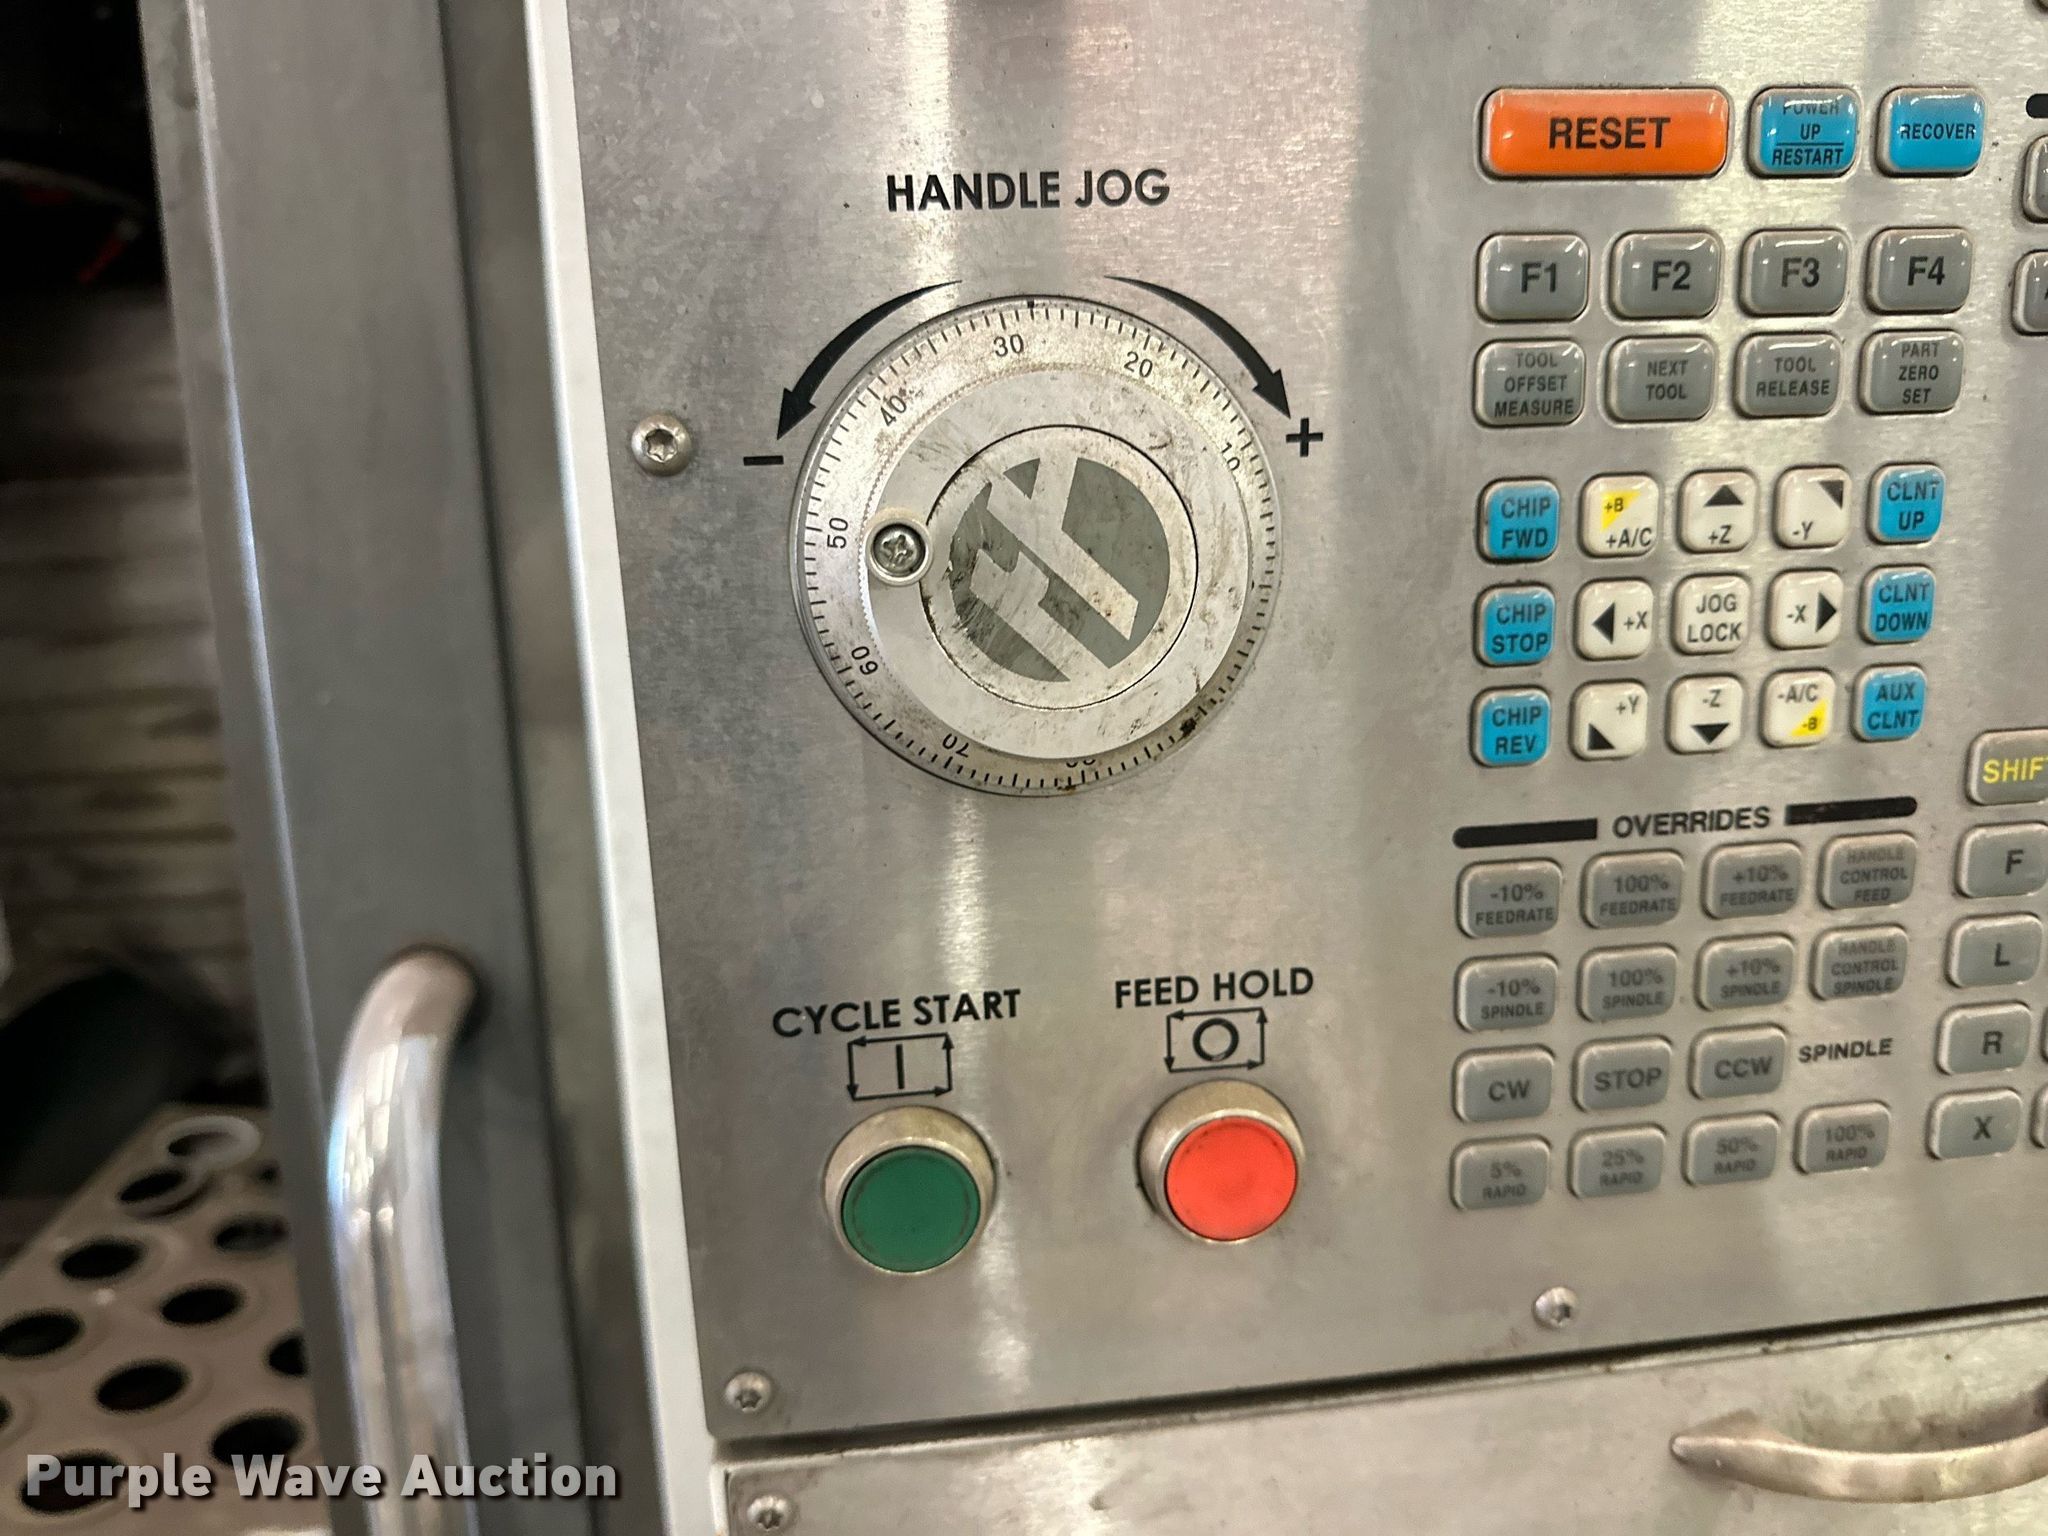 HANDLE JOG
30
20
40
10
50
60
70
-
+
RESET
POWER
UP
RESTART
RECOVER
F1
F2
F3
F4
TOOL
OFFSET
MEASURE
NEXT
TOOL
TOOL
RELEASE
PART
ZERO
SET
CHIP
FWD
+B
+A/C
+Z
-Y
CLNT
UP
CHIP
STOP
+X
JOG
LOCK
-X
CLNT
DOWN
CHIP
REV
+Y
-Z
-A/C
-B
AUX
CLNT
SHIFT
OVERRIDES
-10%
FEEDRATE
100%
FEEDRATE
+10%
FEEDRATE
HANDLE
CONTROL
FEED
F
-10%
SPINDLE
100%
SPINDLE
+10%
SPINDLE
HANDLE
CONTROL
SPINDLE
L
CW
STOP
CCW
SPINDLE
R
5%
RAPID
25%
RAPID
50%
RAPID
100%
RAPID
X
CYCLE START
FEED HOLD
Purple Wave Auction